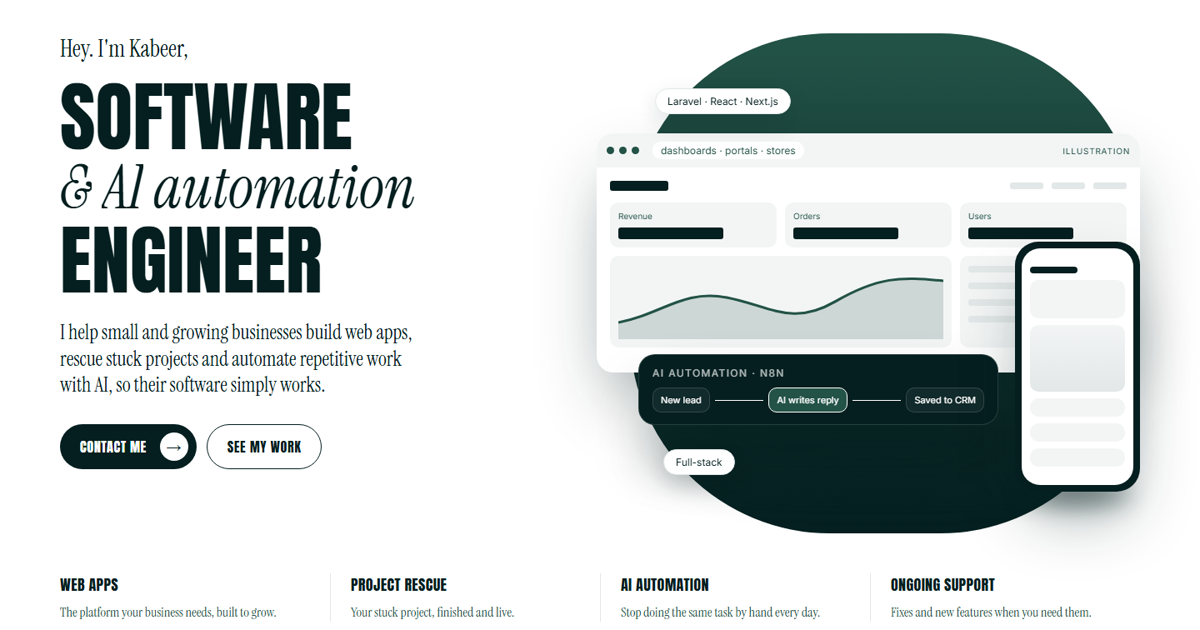 Hey. I'm Kabeer,
SOFTWARE
& AI automation
ENGINEER
I help small and growing businesses build web apps,
rescue stuck projects and automate repetitive work
with AI, so their software simply works.
CONTACT ME →
SEE MY WORK
Laravel · React · Next.js
dashboards · portals · stores
ILLUSTRATION
Revenue
Orders
Users
AI AUTOMATION · N8N
New lead
AI writes reply
Saved to CRM
Full-stack
WEB APPS
The platform your business needs, built to grow.
PROJECT RESCUE
Your stuck project, finished and live.
AI AUTOMATION
Stop doing the same task by hand every day.
ONGOING SUPPORT
Fixes and new features when you need them.